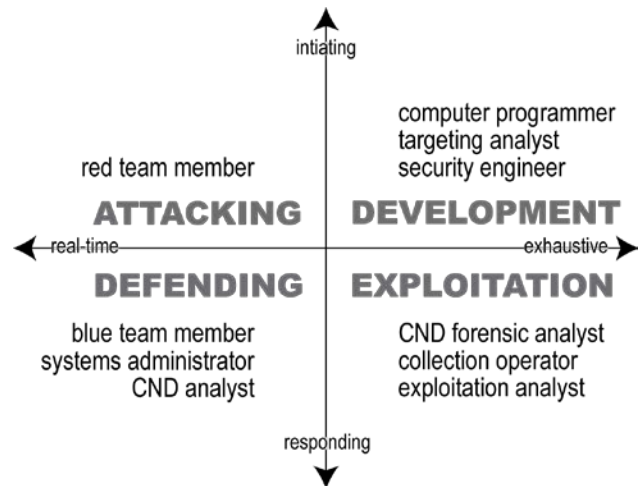 intiating
computer programmer
targeting analyst
red team member
security engineer
ATTACKING
DEVELOPMENT
real-time
exhaustive
DEFENDING
EXPLOITATION
blue team member
CND forensic analyst
systems administrator
collection operator
CND analyst
exploitation analyst
responding